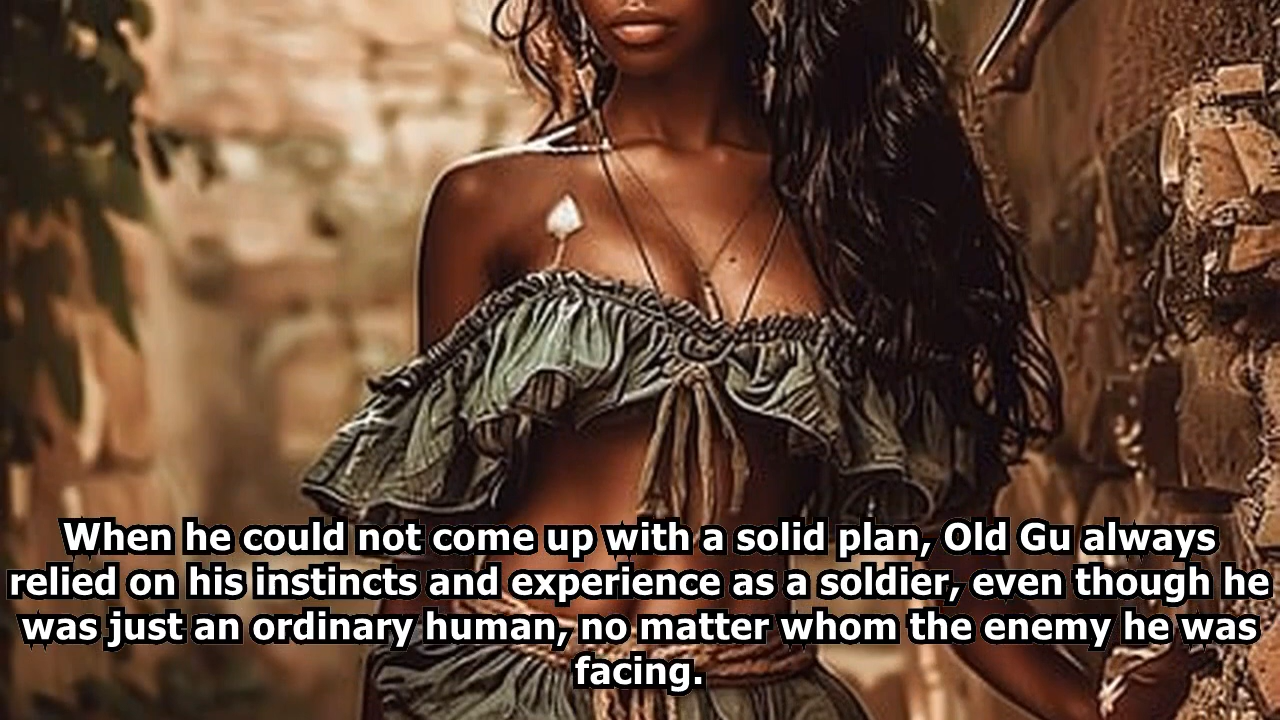 When he could not come up with a solid plan, Old Gu always
relied on his instincts and experience as a soldier, even though he
was just an ordinary human, no matter whom the enemy he was
facing.